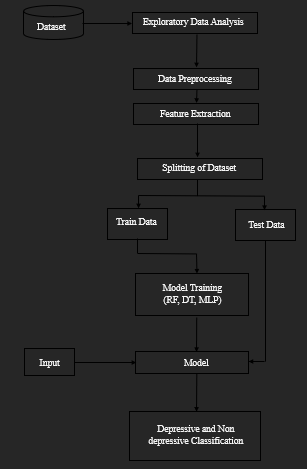 Dataset
Exploratory Data Analysis
Data Preprocessing
Feature Extraction
Splitting of Dataset
Train Data
Test Data
Model Training
(RF, DT, MLP)
Input
Model
Depressive and Non
depressive Classification